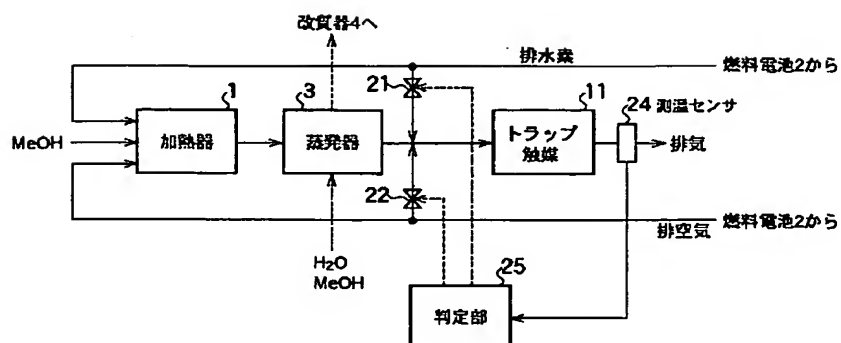 改質器4へ
排水素
燃料電池2から
21
1
3
11
24 測温センサ
MeOH
加熱器
蒸発器
トラップ
触媒
排気
22
排空気
燃料電池2から
H₂O
MeOH
25
判定部